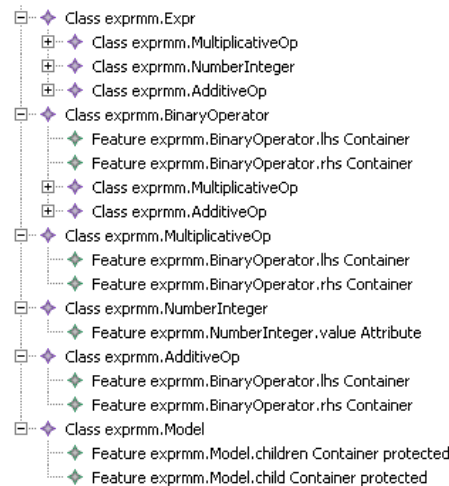 Class exprmm.Expr
Class exprmm.MultiplicativeOp
Class exprmm.NumberInteger
Class exprmm.AdditiveOp
Class exprmm.BinaryOperator
Feature exprmm.BinaryOperator.lhs Container
Feature exprmm.BinaryOperator.rhs Container
Class exprmm.MultiplicativeOp
Class exprmm.AdditiveOp
Class exprmm.MultiplicativeOp
Feature exprmm.BinaryOperator.lhs Container
Feature exprmm.BinaryOperator.rhs Container
Class exprmm.NumberInteger
Feature exprmm.NumberInteger.value Attribute
Class exprmm.AdditiveOp
Feature exprmm.BinaryOperator.lhs Container
Feature exprmm.BinaryOperator.rhs Container
Class exprmm.Model
Feature exprmm.Model.children Container protected
Feature exprmm.Model.child Container protected